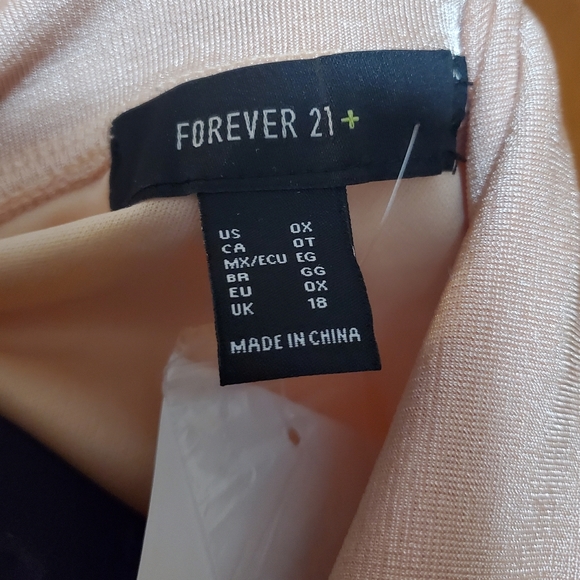 FOREVER 21+
US 0X
CA 0T
MX/ECU EG
BR GG
EU 0X
UK 18
MADE IN CHINA